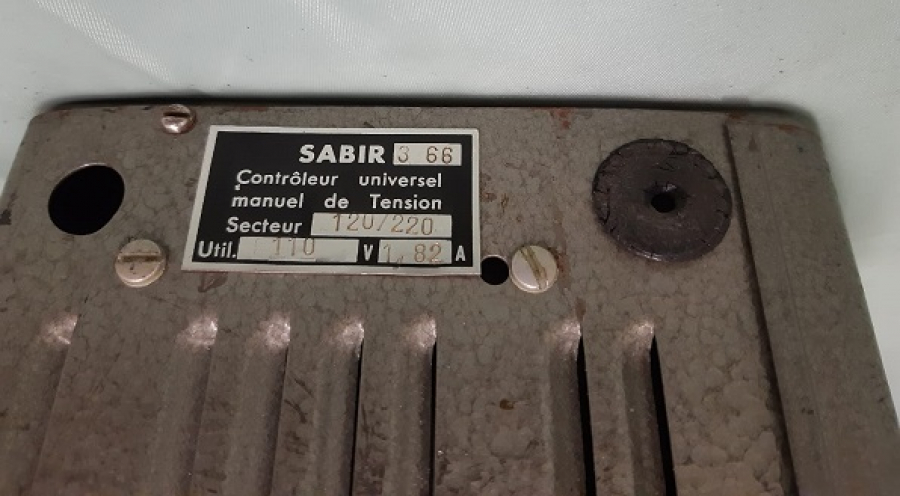 SABIR 3 66
Contrôleur universel
manuel de Tension
Secteur 120/220
Util. 110 V 1,82 A